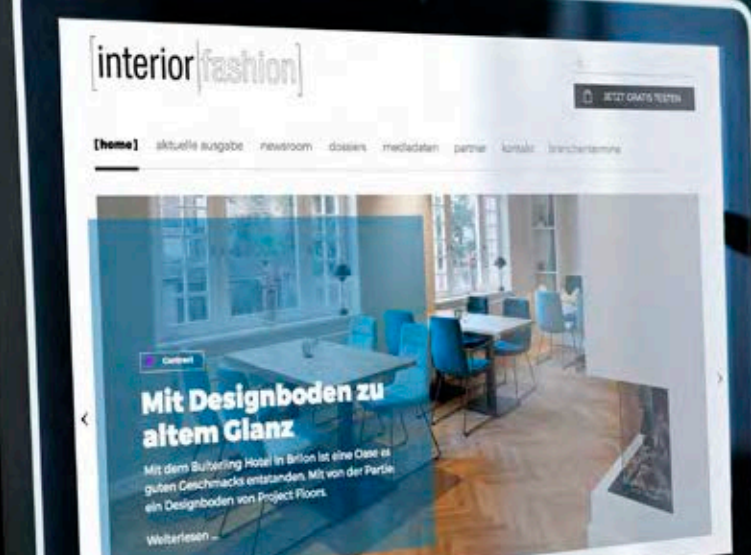 [interior|fashion]
JETZT GRATIS TESTEN
[home] aktuelle ausgabe newsroom dossiers mediadaten partner kontakt branchentermine
Contract
Mit Designboden zu
altem Glanz
Mit dem Buiterling Hotel in Brilon ist eine Oase es
guten Geschmacks entstanden. Mit von der Partie:
ein Designboden von Project Floors.
Weiterlesen ...